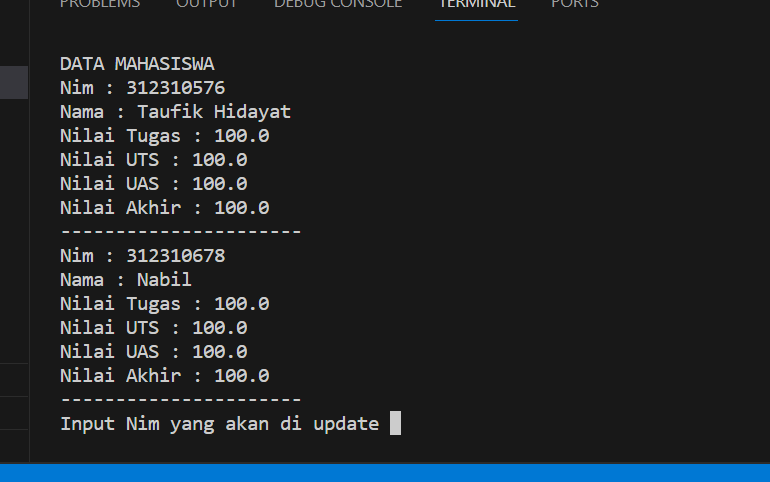 PROBLEMS OUTPUT DEBUG CONSOLE TERMINAL PORTS
DATA MAHASISWA
Nim : 312310576
Nama : Taufik Hidayat
Nilai Tugas : 100.0
Nilai UTS : 100.0
Nilai UAS : 100.0
Nilai Akhir : 100.0
----------------------
Nim : 312310678
Nama : Nabil
Nilai Tugas : 100.0
Nilai UTS : 100.0
Nilai UAS : 100.0
Nilai Akhir : 100.0
----------------------
Input Nim yang akan di update